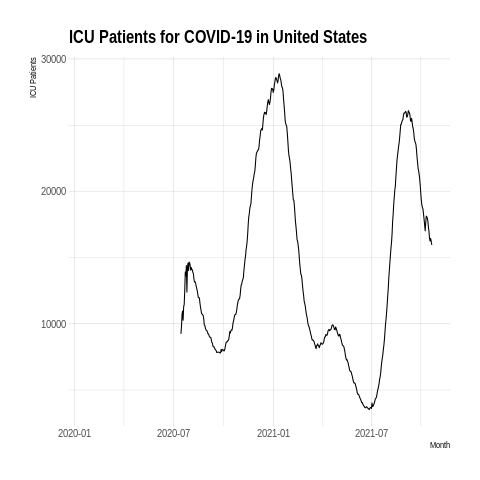 ICU Patients for COVID-19 in United States
ICU Patients
30000
20000
10000
2020-01 2020-07 2021-01 2021-07
Month